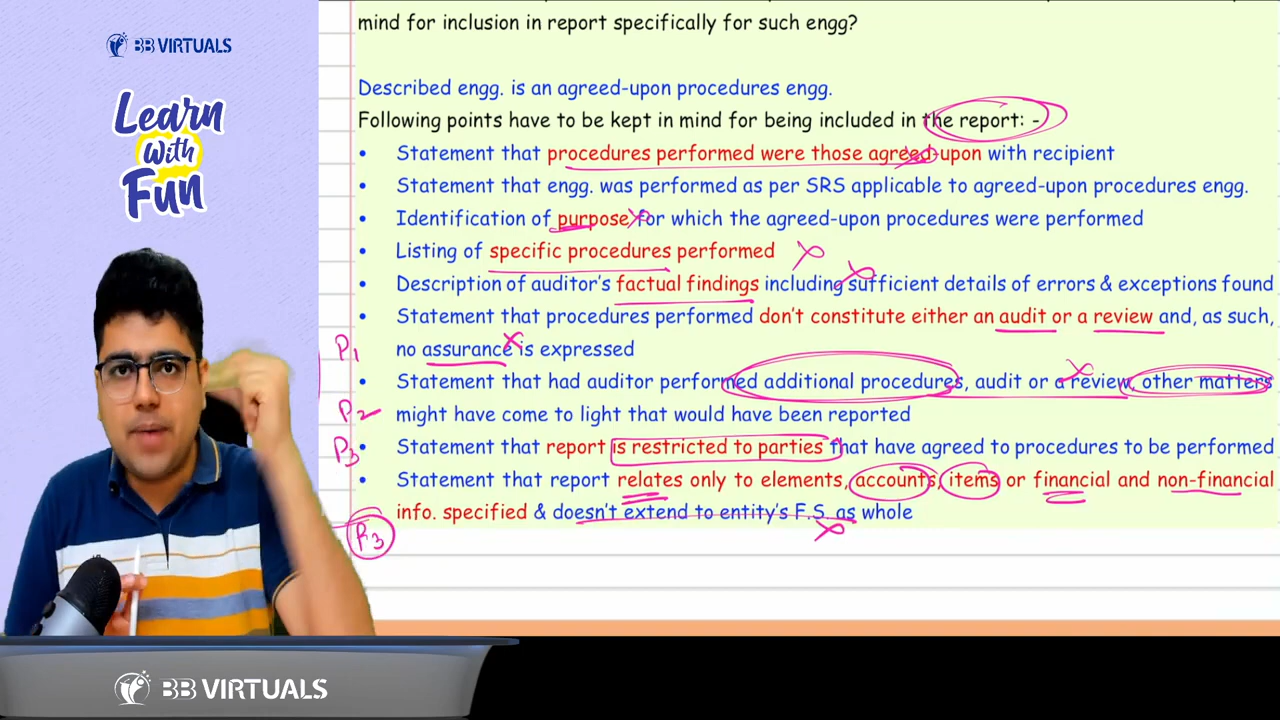 BB VIRTUALS
Learn
With
Fun
mind for inclusion in report specifically for such engg?
Described engg. is an agreed-upon procedures engg.
Following points have to be kept in mind for being included in the report: -
• Statement that procedures performed were those agreed-upon with recipient
• Statement that engg. was performed as per SRS applicable to agreed-upon procedures engg.
• Identification of purpose for which the agreed-upon procedures were performed
• Listing of specific procedures performed
• Description of auditor's factual findings including sufficient details of errors & exceptions found
• Statement that procedures performed don't constitute either an audit or a review and, as such,
no assurance is expressed
P1
• Statement that had auditor performed additional procedures, audit or a review, other matters
might have come to light that would have been reported
P2
• Statement that report is restricted to parties that have agreed to procedures to be performed
P3
• Statement that report relates only to elements, accounts, items or financial and non-financial
info. specified & doesn't extend to entity's F.S. as whole
P3
BB VIRTUALS